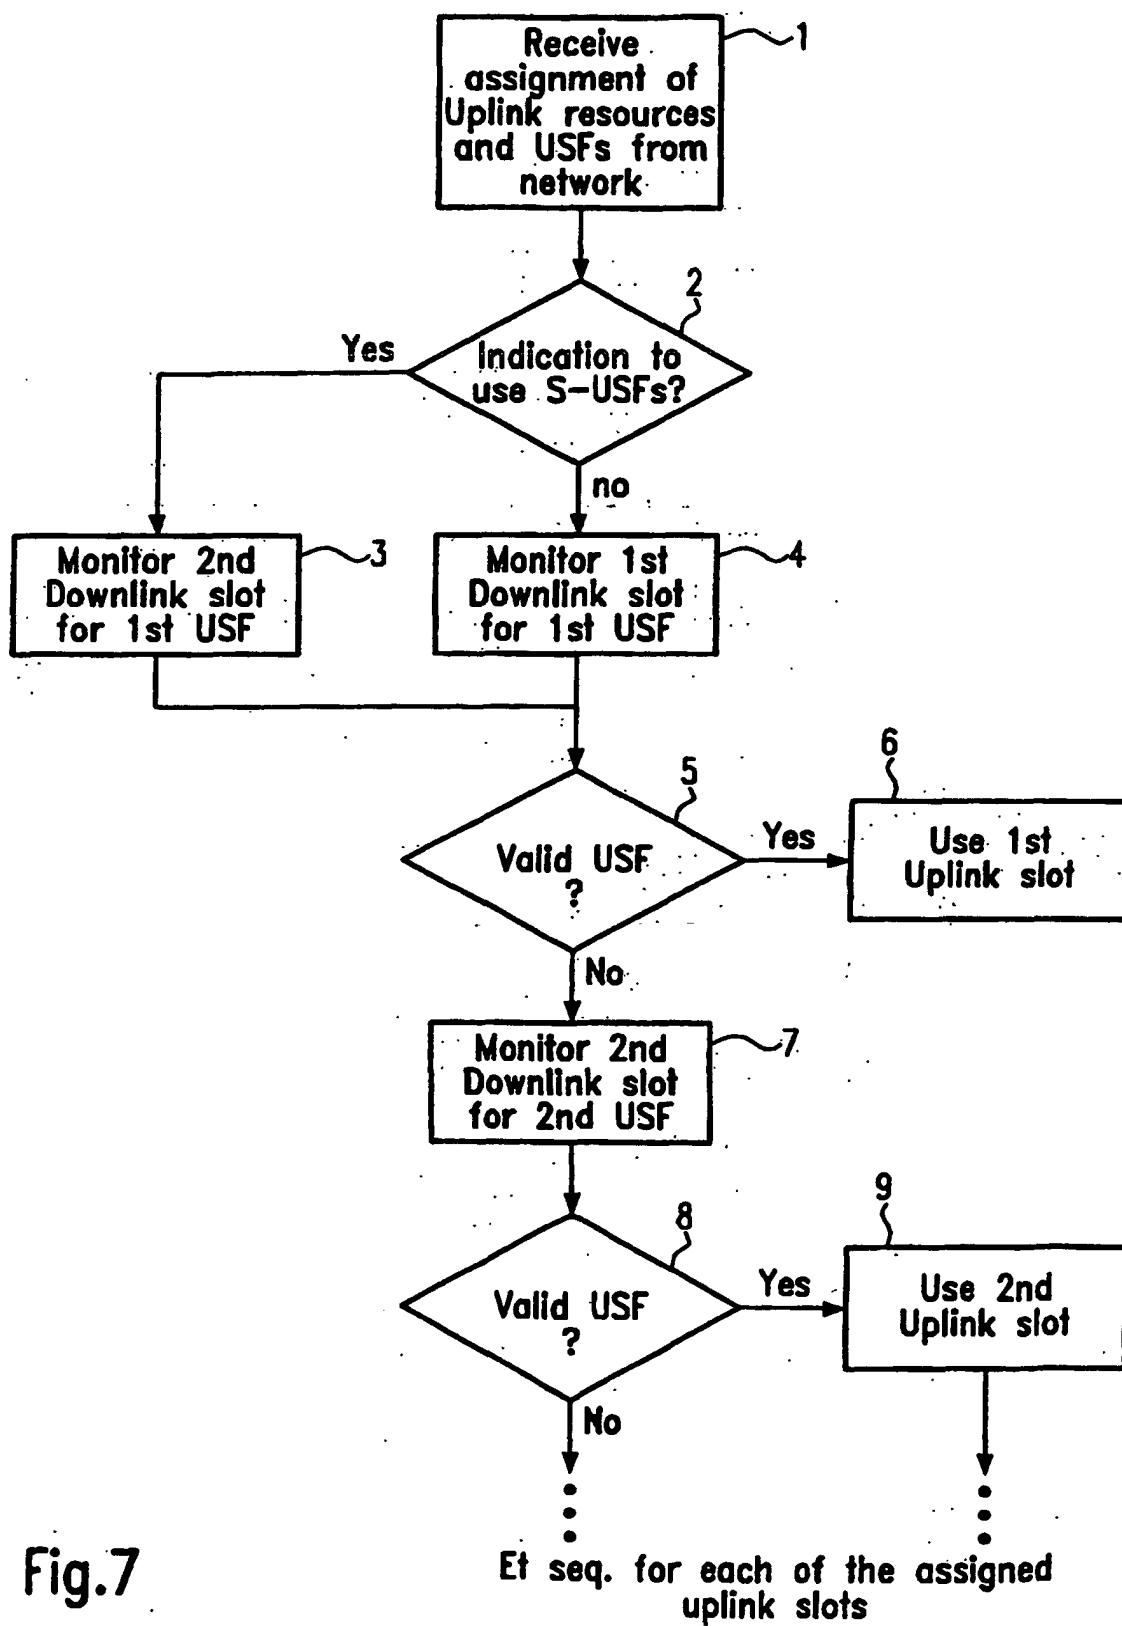 Receive
assignment of
Uplink resources
and USFs from
network
1
2
Indication to
use S-USFs?
Yes
no
Monitor 2nd
Downlink slot
for 1st USF
3
Monitor 1st
Downlink slot
for 1st USF
4
5
Valid USF
?
Yes
6
Use 1st
Uplink slot
No
Monitor 2nd
Downlink slot
for 2nd USF
7
8
Valid USF
?
Yes
9
Use 2nd
Uplink slot
No
Et seq. for each of the assigned
uplink slots
Fig.7